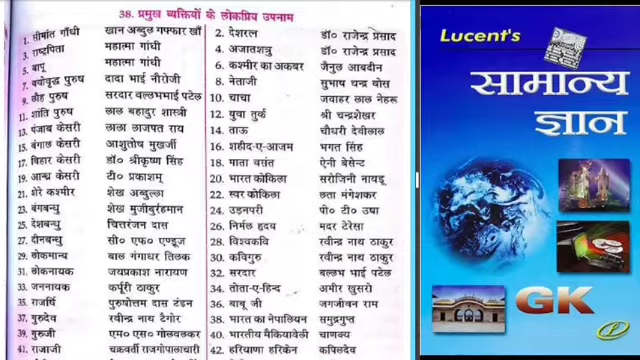 38. प्रमुख व्यक्तियों के लोकप्रिय उपनाम
1. सीमांत गाँधी खान अब्दुल गफ्फार खाँ
3. राष्ट्रपिता महात्मा गांधी
5. बापू महात्मा गांधी
7. वयोवृद्ध पुरुष दादा भाई नौरोजी
9. लौह पुरुष सरदार वल्लभभाई पटेल
11. शांति पुरुष लाल बहादुर शास्त्री
13. पंजाब केसरी लाला लाजपत राय
15. बंगाल केसरी आशुतोष मुखर्जी
17. बिहार केसरी डॉ० श्रीकृष्ण सिंह
19. आन्ध्र केसरी टी० प्रकाशम्
21. शेरे कश्मीर शेख अब्दुल्ला
23. बंगबन्धु शेख मुजीबुर्रहमान
25. देशबन्धु चित्तरंजन दास
27. दीनबन्धु सी० एफ० एण्ड्रूज
29. लोकमान्य बाल गंगाधर तिलक
31. लोकनायक जयप्रकाश नारायण
33. जननायक कर्पूरी ठाकुर
35. राजर्षि पुरुषोत्तम दास टंडन
37. गुरुदेव रवीन्द्र नाथ टैगोर
39. गुरुजी एम० एस० गोलवलकर
41. राजाजी चक्रवर्ती राजगोपालाचारी
2. देशरत्न डॉ० राजेन्द्र प्रसाद
4. अजातशत्रु डॉ० राजेन्द्र प्रसाद
6. कश्मीर का अकबर जैनुल आबदीन
8. नेताजी सुभाष चन्द्र बोस
10. चाचा जवाहर लाल नेहरू
12. युवा तुर्क श्री चन्द्रशेखर
14. ताऊ चौधरी देवीलाल
16. शहीद-ए-आजम भगत सिंह
18. माता बसंत ऐनी बेसेन्ट
20. भारत कोकिला सरोजिनी नायडू
22. स्वर कोकिला लता मंगेशकर
24. उड़नपरी पी० टी० उषा
26. निर्मल हृदय मदर टेरेसा
28. विश्वकवि रवीन्द्र नाथ ठाकुर
30. कविगुरु रवीन्द्र नाथ ठाकुर
32. सरदार बल्लभ भाई पटेल
34. तोता-ए-हिन्द अमीर खुसरो
36. बाबू जी जगजीवन राम
38. भारत का नेपोलियन समुद्रगुप्त
40. भारतीय मैकियावेली चाणक्य
42. हरियाणा हरिकेन कपिलदेव
Lucent's
सामान्य
ज्ञान
GK